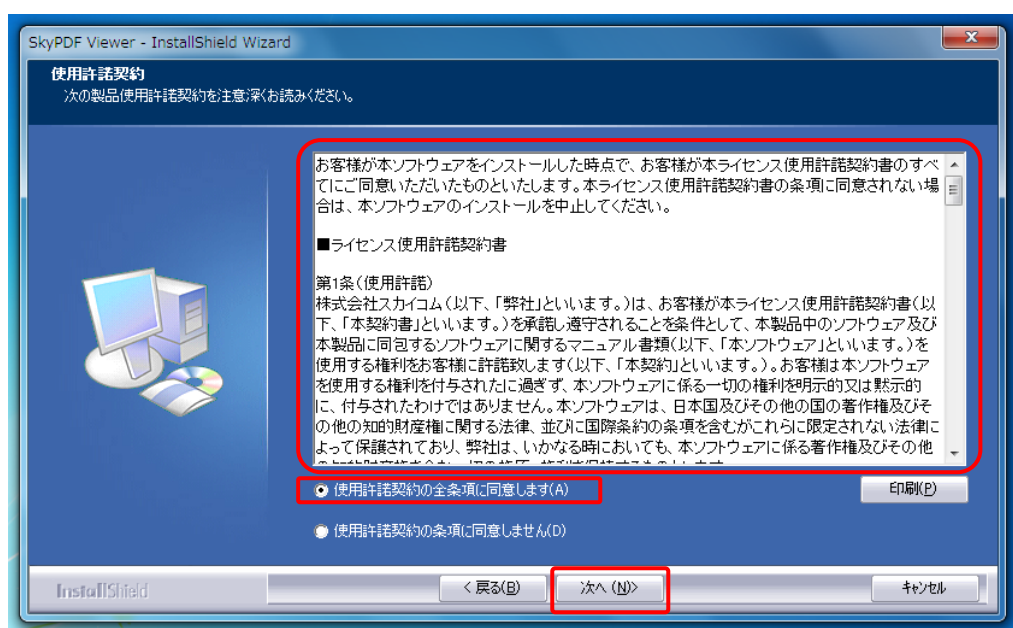 SkyPDF Viewer - InstallShield Wizard
使用許諾契約
次の製品使用許諾契約を注意深くお読みください。
お客様が本ソフトウェアをインストールした時点で、お客様が本ライセンス使用許諾契約書のすべ
てにご同意いただいたものといたします。本ライセンス使用許諾契約書の条項に同意されない場
合は、本ソフトウェアのインストールを中止してください。
■ライセンス使用許諾契約書
第1条(使用許諾)
株式会社スカイコム(以下、「弊社」といいます。)は、お客様が本ライセンス使用許諾契約書(以
下、「本契約書」といいます。)を承諾し遵守されることを条件として、本製品中のソフトウェア及び
本製品に同包するソフトウェアに関するマニュアル書類(以下、「本ソフトウェア」といいます。)を
使用する権利をお客様に許諾致します(以下、「本契約」といいます。)。お客様は本ソフトウェア
を使用する権利を付与されたに過ぎず、本ソフトウェアに係る一切の権利を明示的又は黙示的
に、付与されたわけではありません。本ソフトウェアは、日本国及びその他の国の著作権及びそ
の他の知的財産権に関する法律、並びに国際条約の条項を含むがこれらに限定されない法律に
よって保護されており、弊社は、いかなる時においても、本ソフトウェアに係る著作権及びその他
使用許諾契約の全条項に同意します(A)
印刷(P)
使用許諾契約の条項に同意しません(D)
InstallShield
< 戻る(B)
次へ (N)>
キャンセル